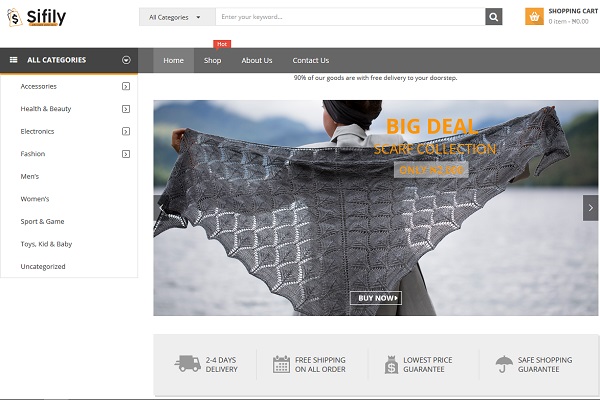 Sifily
All Categories
Enter your keyword...
SHOPPING CART
0 item - ₦0.00
ALL CATEGORIES
Home
Hot
Shop
About Us
Contact Us
90% of our goods are with free delivery to your doorstep.
Accessories
Health & Beauty
Electronics
Fashion
Men's
Women's
Sport & Game
Toys, Kid & Baby
Uncategorized
BIG DEAL
SCARF COLLECTION
ONLY
BUY NOW
2-4 DAYS
DELIVERY
FREE SHIPPING
ON ALL ORDER
LOWEST PRICE
GUARANTEE
SAFE SHOPPING
GUARANTEE